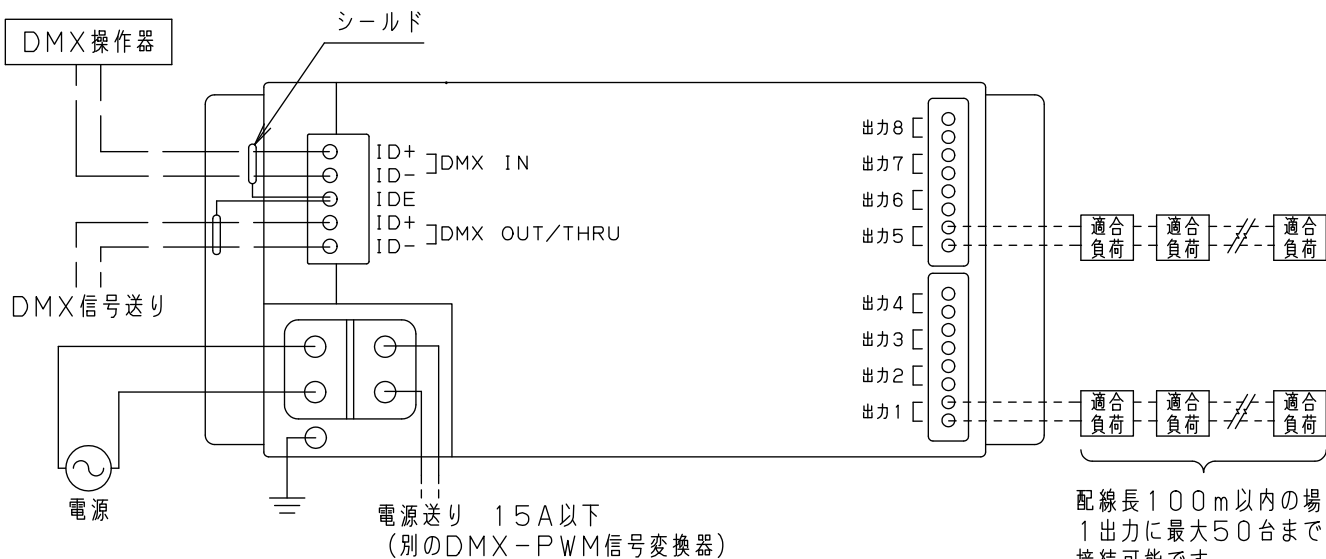 シールド
DMX操作器
ID+
ID-
DMX IN
IDE
ID+
ID-
DMX OUT/THRU
DMX信号送り
電源
電源送り 15A以下
(別のDMX-PWM信号変換器)
出力8
出力7
出力6
出力5
出力4
出力3
出力2
出力1
適合
負荷
適合
負荷
適合
負荷
適合
負荷
適合
負荷
適合
負荷
配線長100m以内の場
1出力に最大50台まで
接続可能です